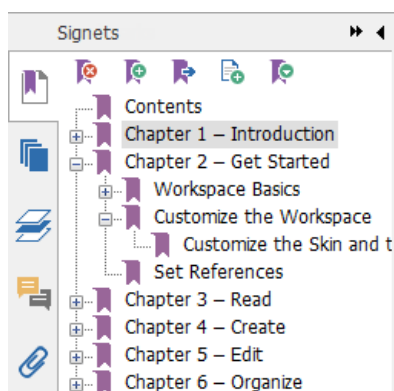 Signets
Contents
Chapter 1 – Introduction
Chapter 2 – Get Started
Workspace Basics
Customize the Workspace
Customize the Skin and t
Set References
Chapter 3 – Read
Chapter 4 – Create
Chapter 5 – Edit
Chapter 6 – Organize